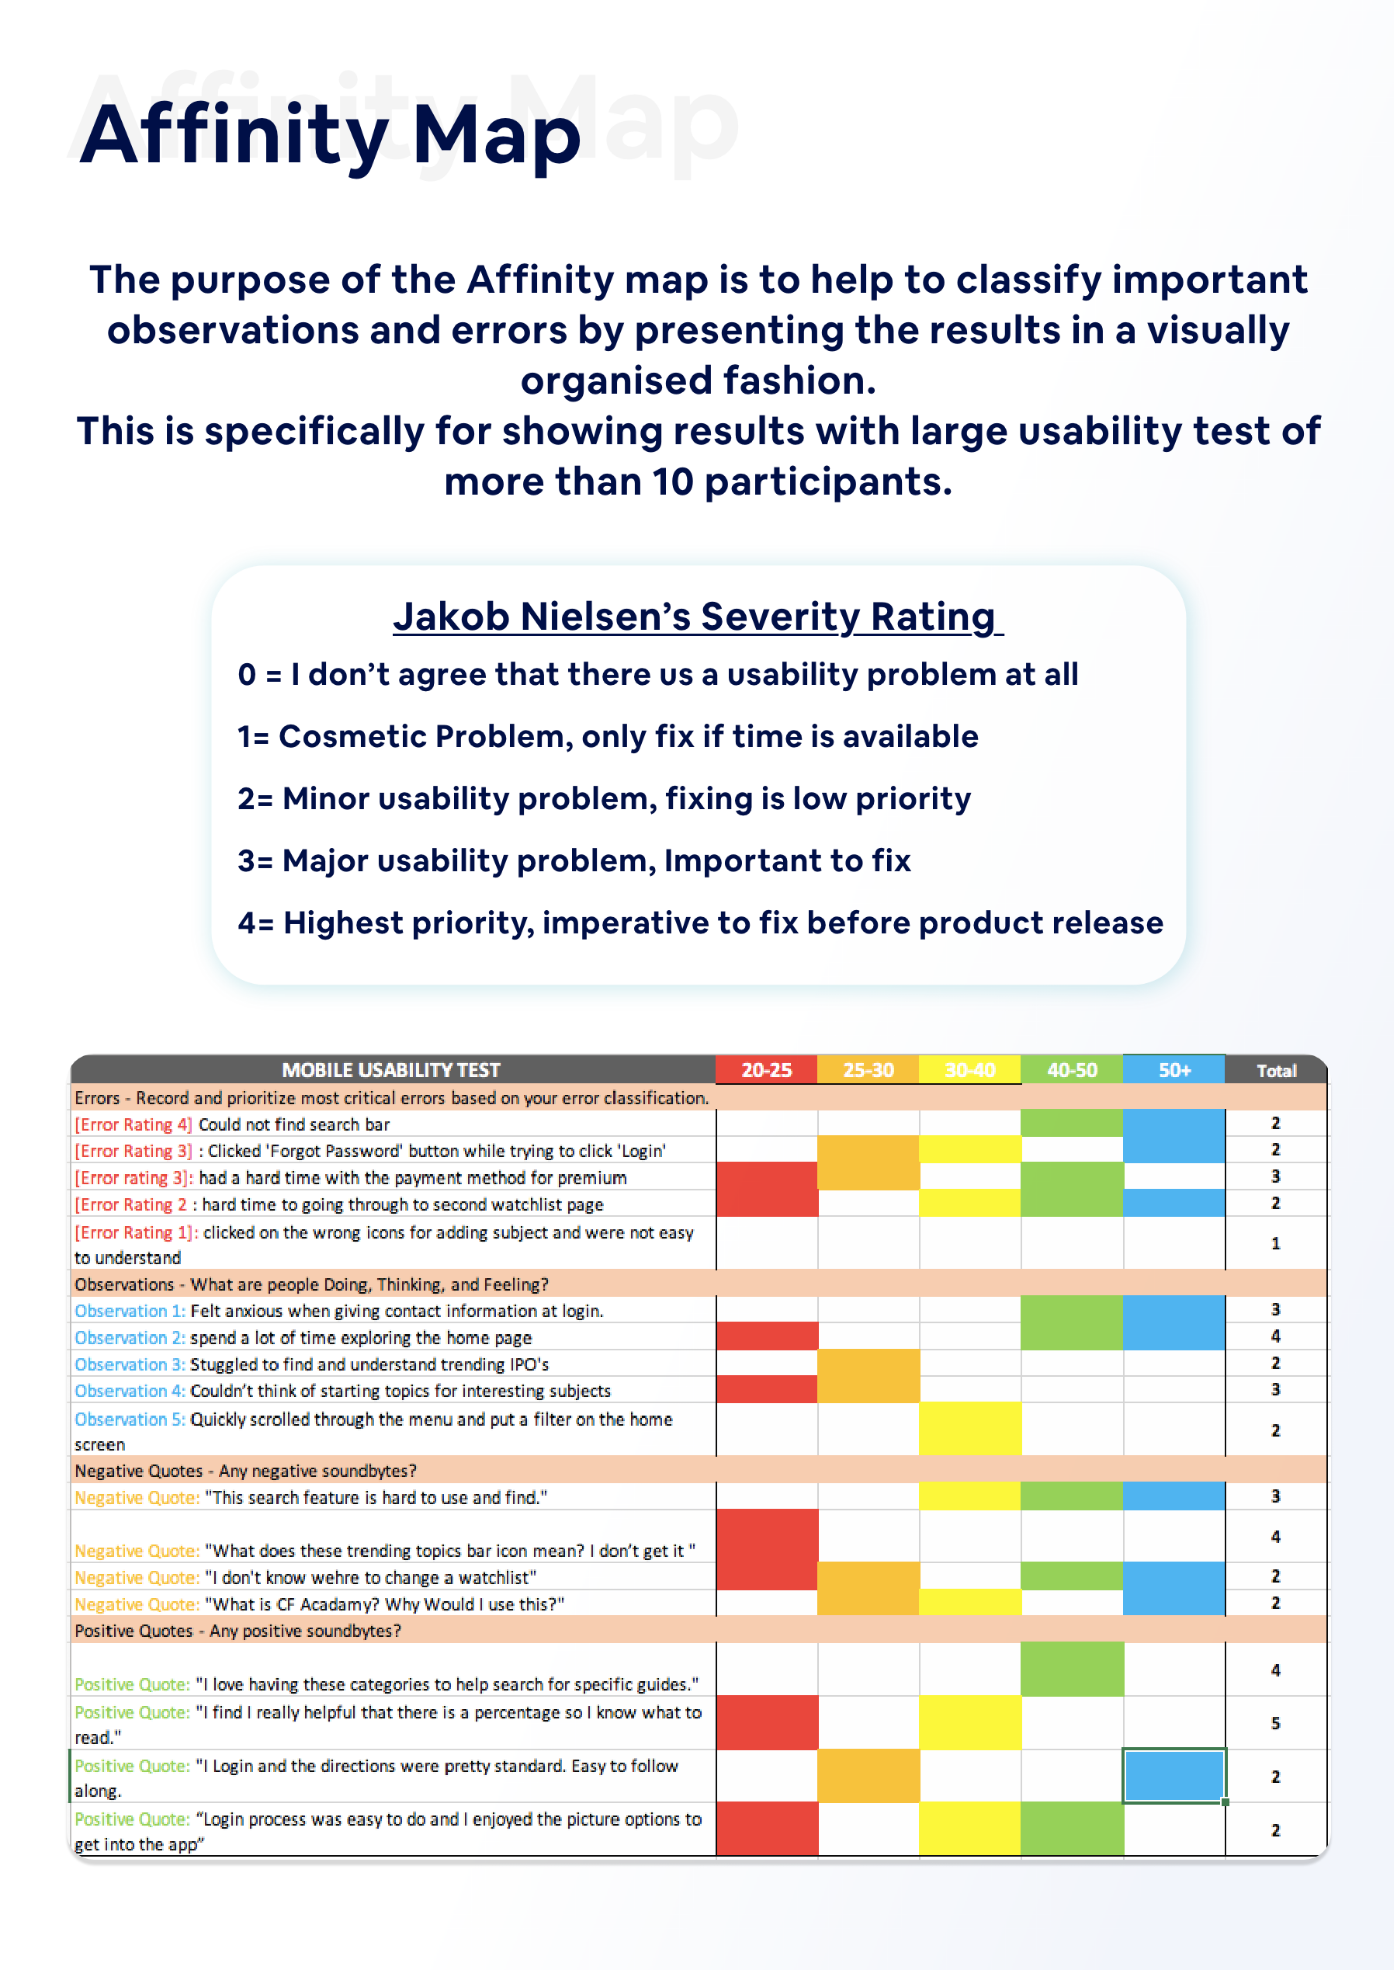 Affinity Map
Affinity Map
The purpose of the Affinity map is to help to classify important
observations and errors by presenting the results in a visually
organised fashion.
This is specifically for showing results with large usability test of
more than 10 participants.
Jakob Nielsen’s Severity Rating
0 = I don’t agree that there us a usability problem at all
1= Cosmetic Problem, only fix if time is available
2= Minor usability problem, fixing is low priority
3= Major usability problem, Important to fix
4= Highest priority, imperative to fix before product release
MOBILE USABILITY TEST 20-25 25-30 30-40 40-50 50+ Total
Errors - Record and prioritize most critical errors based on your error classification.
[Error Rating 4] Could not find search bar 2
[Error Rating 3] : Clicked 'Forgot Password' button while trying to click 'Login' 2
[Error rating 3]: had a hard time with the payment method for premium 3
[Error Rating 2 : hard time to going through to second watchlist page 2
[Error Rating 1]: clicked on the wrong icons for adding subject and were not easy
to understand 1
Observations - What are people Doing, Thinking, and Feeling?
Observation 1: Felt anxious when giving contact information at login. 3
Observation 2: spend a lot of time exploring the home page 4
Observation 3: Stuggled to find and understand trending IPO's 2
Observation 4: Couldn’t think of starting topics for interesting subjects 3
Observation 5: Quickly scrolled through the menu and put a filter on the home
screen 2
Negative Quotes - Any negative soundbytes?
Negative Quote: "This search feature is hard to use and find." 3
Negative Quote: "What does these trending topics bar icon mean? I don’t get it " 4
Negative Quote: "I don't know wehre to change a watchlist" 2
Negative Quote: "What is CF Acadamy? Why Would I use this?" 2
Positive Quotes - Any positive soundbytes?
Positive Quote: "I love having these categories to help search for specific guides." 4
Positive Quote: "I find I really helpful that there is a percentage so I know what to
read." 5
Positive Quote: "I Login and the directions were pretty standard. Easy to follow
along. 2
Positive Quote: “Login process was easy to do and I enjoyed the picture options to
get into the app” 2